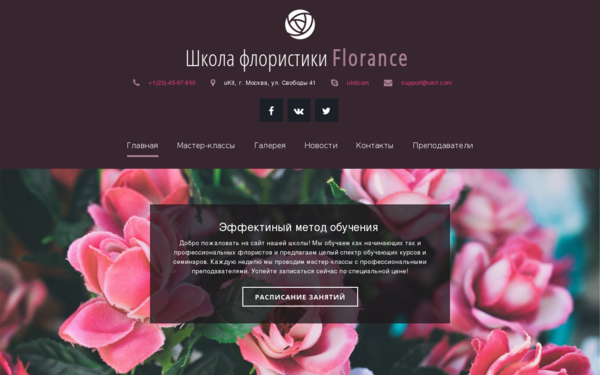 Школа флористики Florance
+1(23)-45-67-895 uKit, г. Москва, ул. Свободы 41 ukitcom support@ukit.com
Главная Мастер-классы Галерея Новости Контакты Преподаватели
Эффектиный метод обучения
Добро пожаловать на сайт нашей школы! Мы обучаем как начинающих так и
профессиональных флористов и предлагаем целый спектр обучающих курсов и
семинаров. Каждую неделю мы проводим мастер-классы с профессиональными
преподавателями. Успейте записаться сейчас по специальной цене!
РАСПИСАНИЕ ЗАНЯТИЙ